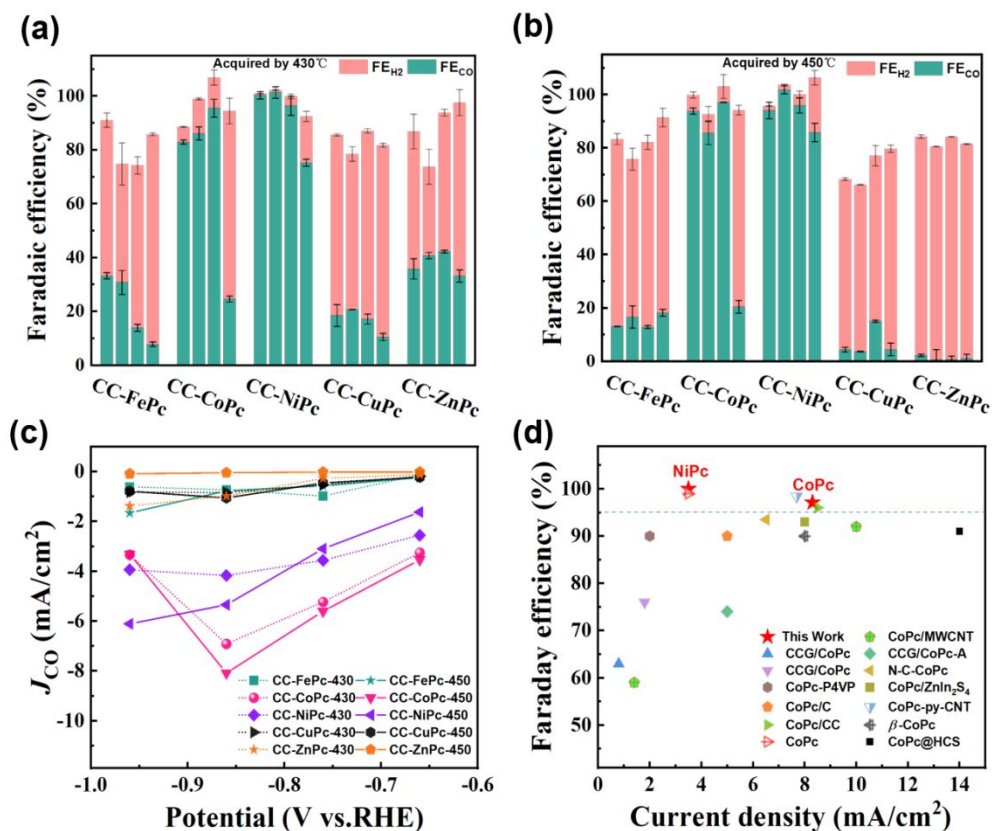 (a)
Acquired by 430℃ FE_H2 FE_CO
Faradaic efficiency (%)
120
100
80
60
40
20
0
CC-FePc CC-CoPc CC-NiPc CC-CuPc CC-ZnPc
(b)
Acquired by 450℃ FE_H2 FE_CO
Faradaic efficiency (%)
120
100
80
60
40
20
0
CC-FePc CC-CoPc CC-NiPc CC-CuPc CC-ZnPc
(c)
J_CO (mA/cm²)
0
-2
-4
-6
-8
-10
CC-FePc-430 CC-FePc-450
CC-CoPc-430 CC-CoPc-450
CC-NiPc-430 CC-NiPc-450
CC-CuPc-430 CC-CuPc-450
CC-ZnPc-430 CC-ZnPc-450
-1.0 -0.9 -0.8 -0.7 -0.6
Potential (V vs.RHE)
(d)
Faraday efficiency (%)
NiPc CoPc
100
90
80
70
60
50
This Work CoPc/MWCNT
CCG/CoPc CCG/CoPc-A
CCG/CoPc N-C-CoPc
CoPc-P4VP CoPc/ZnIn₂S₄
CoPc/C CoPc-py-CNT
CoPc/CC β-CoPc
CoPc CoPc@HCS
0 2 4 6 8 10 12 14
Current density (mA/cm²)